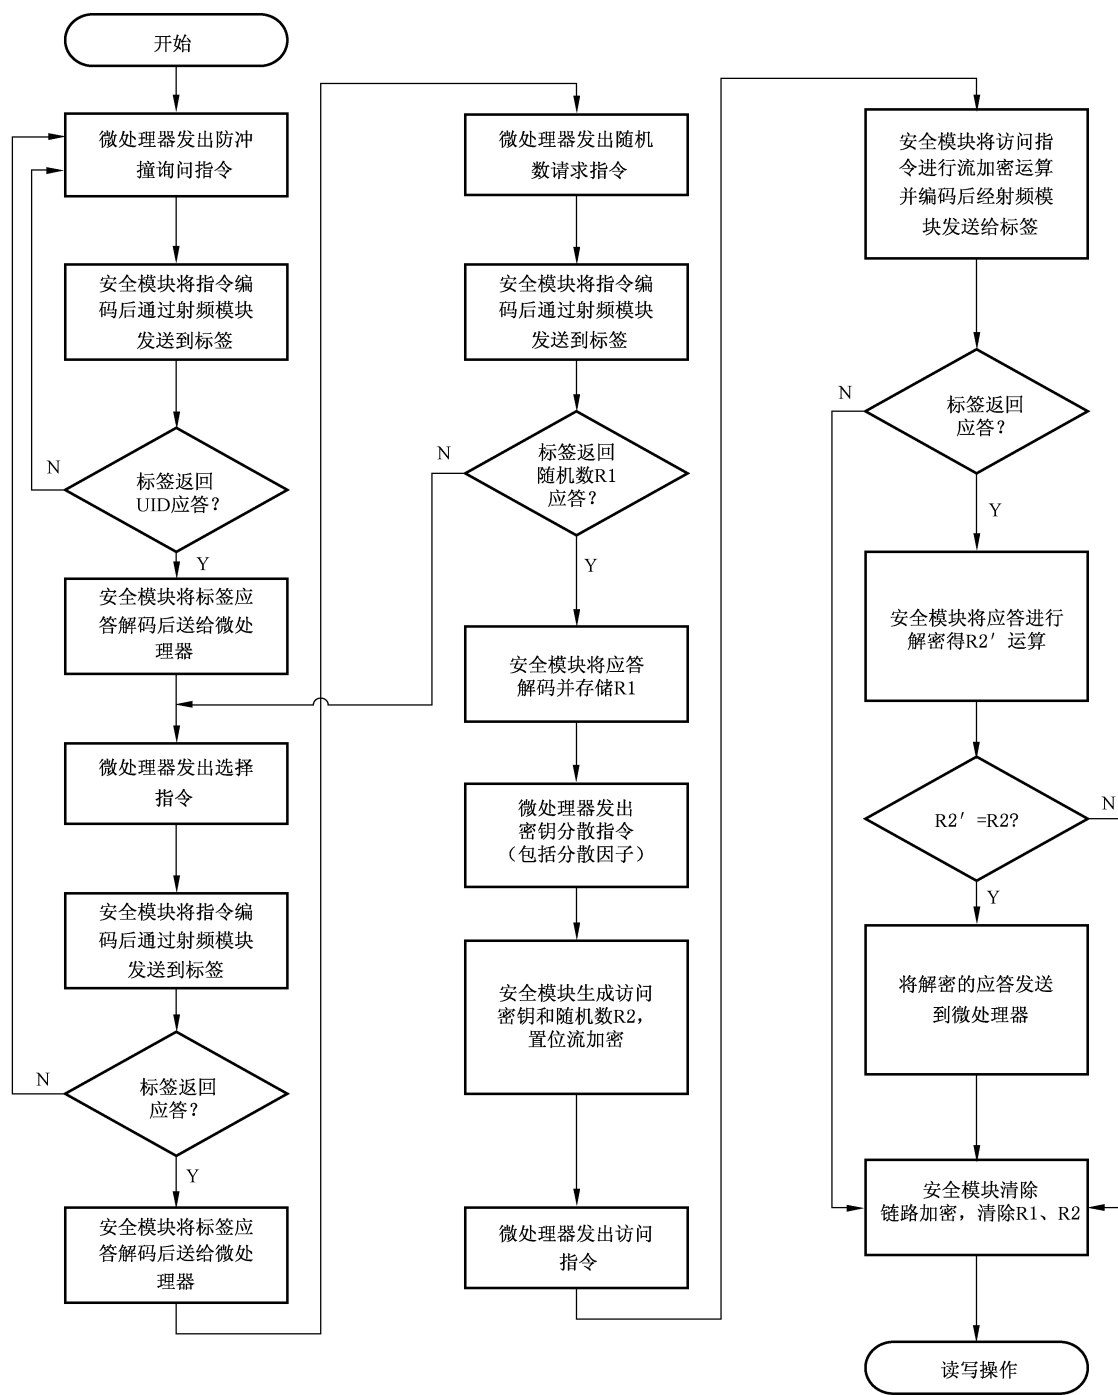 开始
微处理器发出防冲
撞询问指令
安全模块将指令编
码后通过射频模块
发送到标签
标签返回
UID应答？
N
Y
安全模块将标签应
答解码后送给微处
理器
微处理器发出选择
指令
安全模块将指令编
码后通过射频模块
发送到标签
标签返回
应答？
N
Y
安全模块将标签应
答解码后送给微处
理器
微处理器发出随机
数请求指令
安全模块将指令编
码后通过射频模块
发送到标签
标签返回
随机数R1
应答？
N
Y
安全模块将应答
解码并存储R1
微处理器发出
密钥分散指令
（包括分散因子）
安全模块生成访问
密钥和随机数R2，
置位流加密
微处理器发出访问
指令
安全模块将访问指
令进行流加密运算
并编码后经射频模
块发送给标签
标签返回
应答？
N
Y
安全模块将应答进行
解密得R2′运算
R2′=R2?
N
Y
将解密的应答发送
到微处理器
安全模块清除
链路加密，清除R1、R2
读写操作